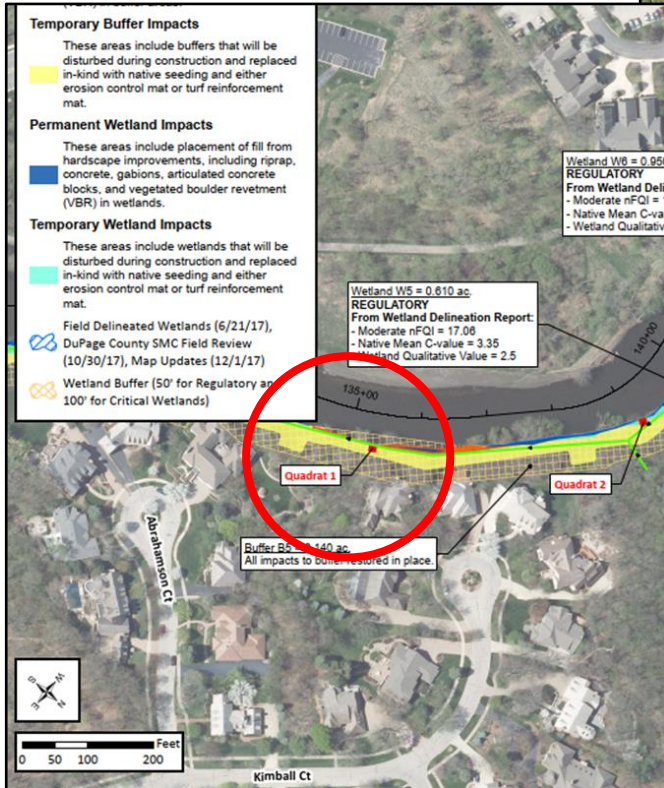 Temporary Buffer Impacts
These areas include buffers that will be
disturbed during construction and replaced
in-kind with native seeding and either
erosion control mat or turf reinforcement
mat.
Permanent Wetland Impacts
These areas include placement of fill from
hardscape improvements, including riprap,
concrete, gabions, articulated concrete
blocks, and vegetated boulder revetment
(VBR) in wetlands.
Temporary Wetland Impacts
These areas include wetlands that will be
disturbed during construction and replaced
in-kind with native seeding and either
erosion control mat or turf reinforcement
mat.
Field Delineated Wetlands (6/21/17),
DuPage County SMC Field Review
(10/30/17), Map Updates (12/1/17)
Wetland Buffer (50' for Regulatory
100' for Critical Wetlands)
Wetland W6 =
REGULATORY
From Wetland
- Moderate nFQI =
- Native Mean
- Wetland
Wetland W5 = 0.610 ac.
REGULATORY
From Wetland Delineation Report:
- Moderate nFQI = 17.06
- Native Mean C-value = 3.35
- Wetland Qualitative Value = 2.5
140+00
135+00
Quadrat 1
Quadrat 2
Buffer B5 = ac.
All impacts to buffer restored in place.
Abrahamson Ct
S W
E N
Feet
0 50 100 200
Kimball Ct